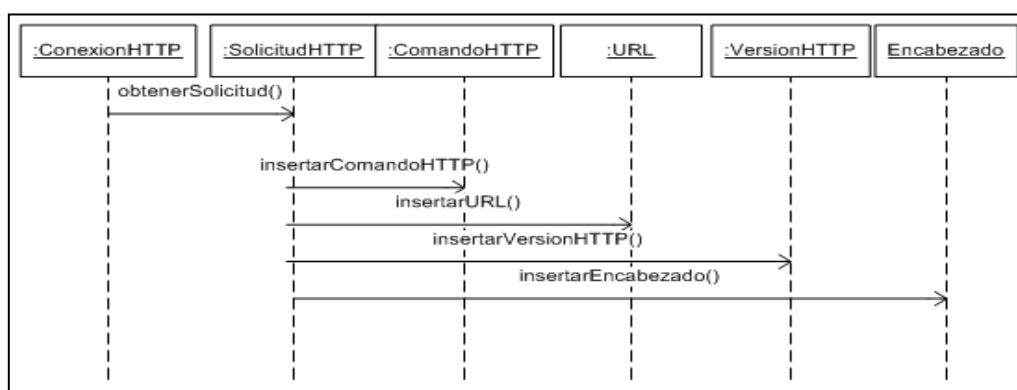 :ConexionHTTP :SolicitudHTTP :ComandoHTTP :URL :VersionHTTP Encabezado
obtenerSolicitud()
insertarComandoHTTP()
insertarURL()
insertarVersionHTTP()
insertarEncabezado()